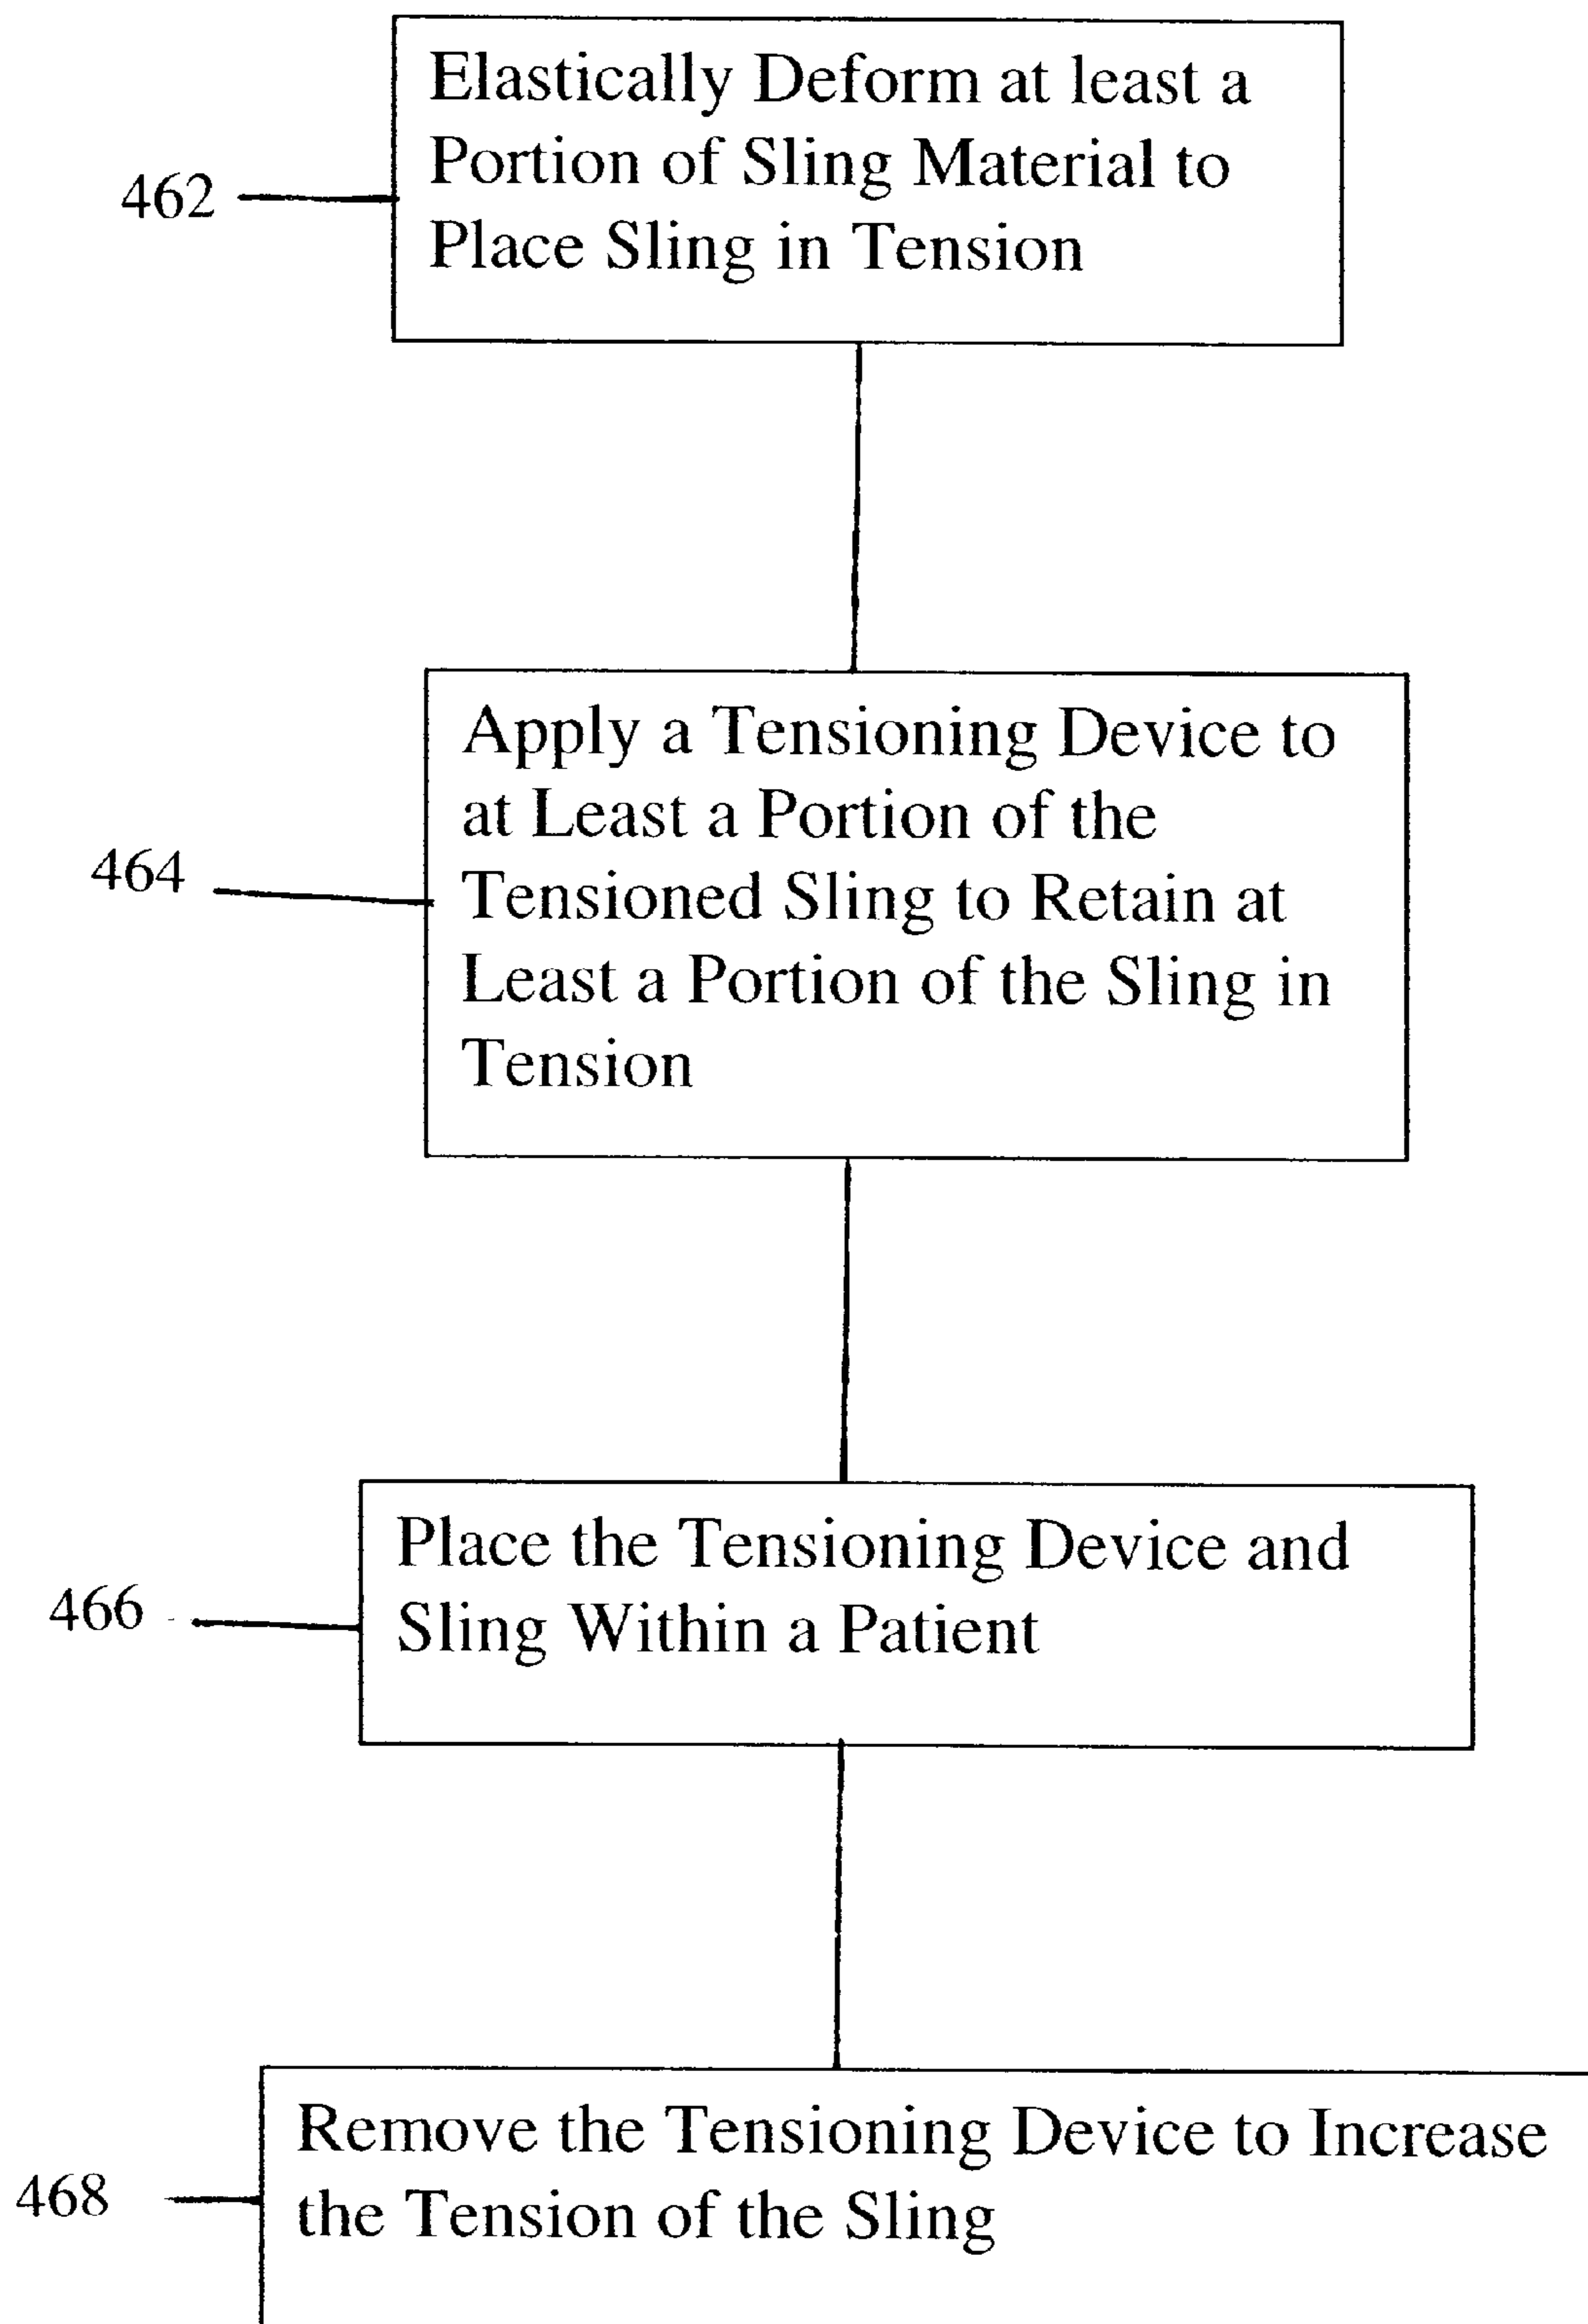 Elastically Deform at least a
Portion of Sling Material to
Place Sling in Tension
462
Apply a Tensioning Device to
at Least a Portion of the
Tensioned Sling to Retain at
Least a Portion of the Sling in
Tension
464
Place the Tensioning Device and
Sling Within a Patient
466
Remove the Tensioning Device to Increase
the Tension of the Sling
468